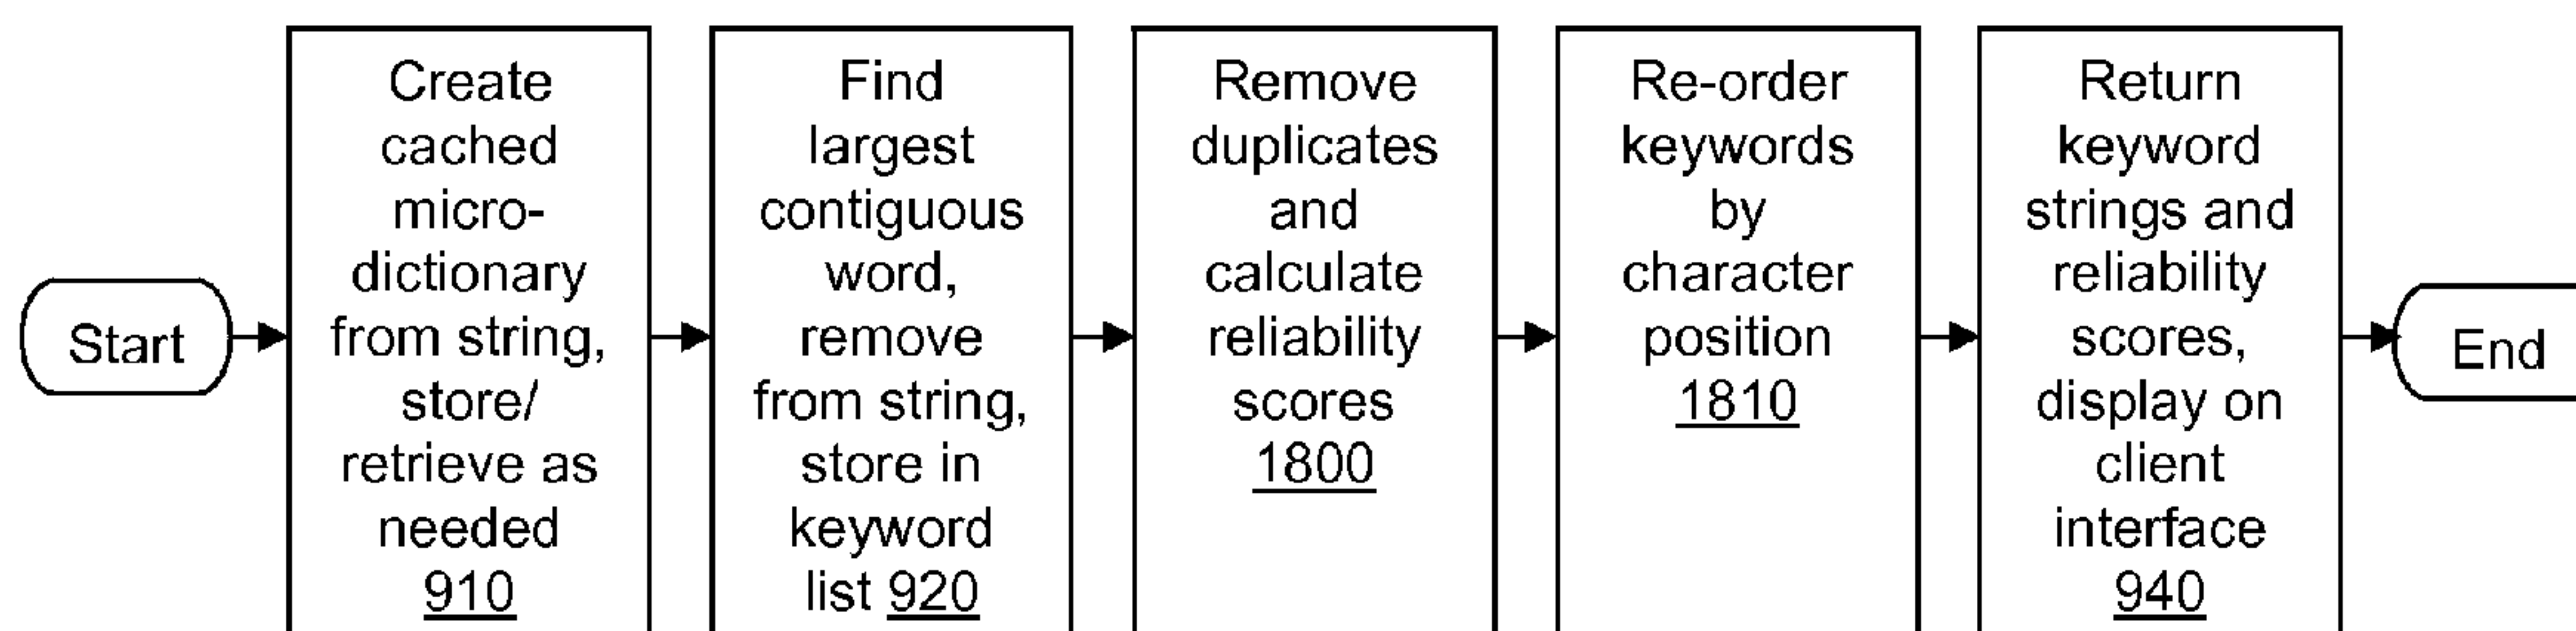 Start
Create
cached
micro-
dictionary
from string,
store/
retrieve as
needed
910
Find
largest
contiguous
word,
remove
from string,
store in
keyword
list 920
Remove
duplicates
and
calculate
reliability
scores
1800
Re-order
keywords
by
character
position
1810
Return
keyword
strings and
reliability
scores,
display on
client
interface
940
End